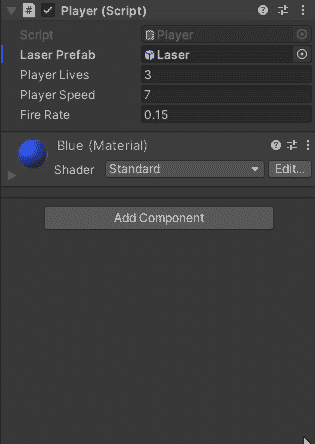 Player (Script)
Script Player
Laser Prefab Laser
Player Lives 3
Player Speed 7
Fire Rate 0.15
Blue (Material)
Shader Standard Edit...
Add Component